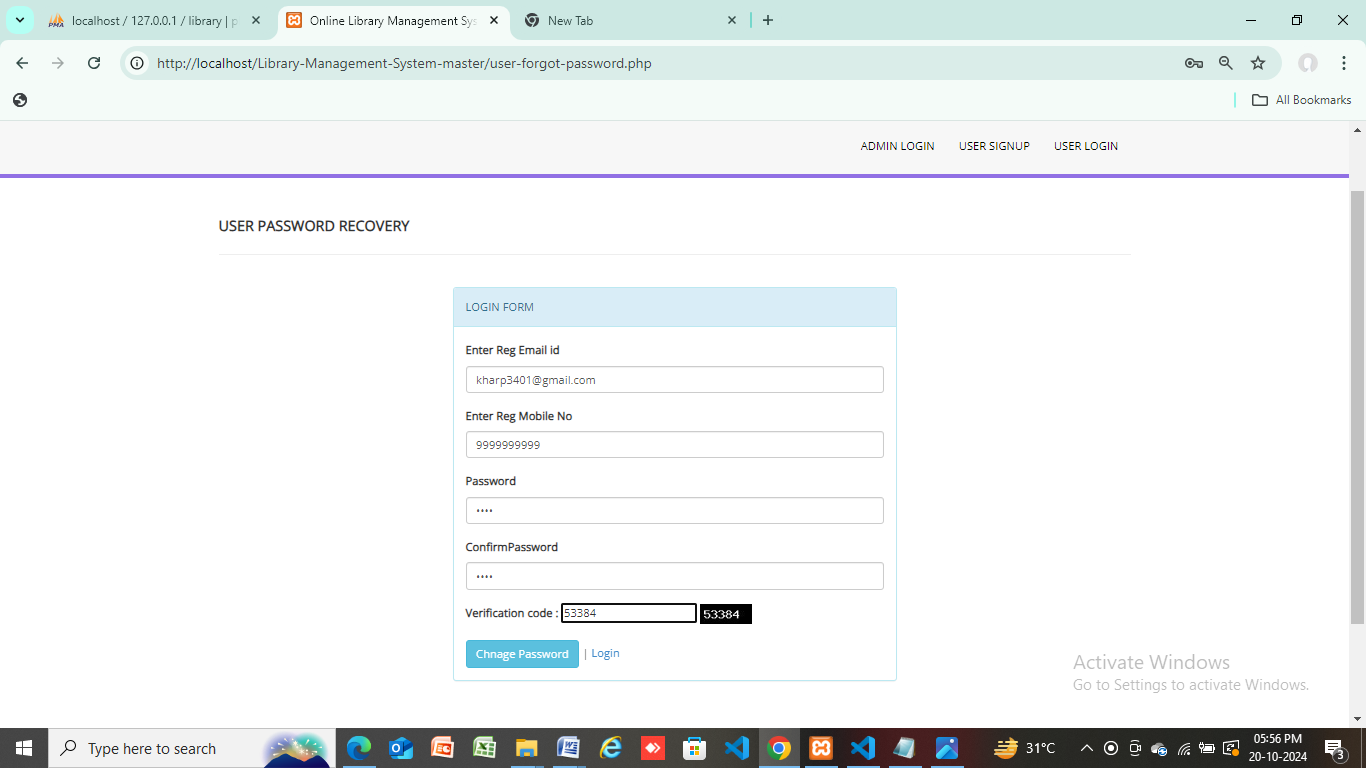 localhost / 127.0.0.1 / library | p
Online Library Management Sys
New Tab
http://localhost/Library-Management-System-master/user-forgot-password.php
All Bookmarks
ADMIN LOGIN USER SIGNUP USER LOGIN
USER PASSWORD RECOVERY
LOGIN FORM
Enter Reg Email id
kharp3401@gmail.com
Enter Reg Mobile No
9999999999
Password
••••
ConfirmPassword
••••
Verification code : 53384 53384
Chnage Password | Login
Activate Windows
Go to Settings to activate Windows.
Type here to search
31°C
05:56 PM
20-10-2024
3